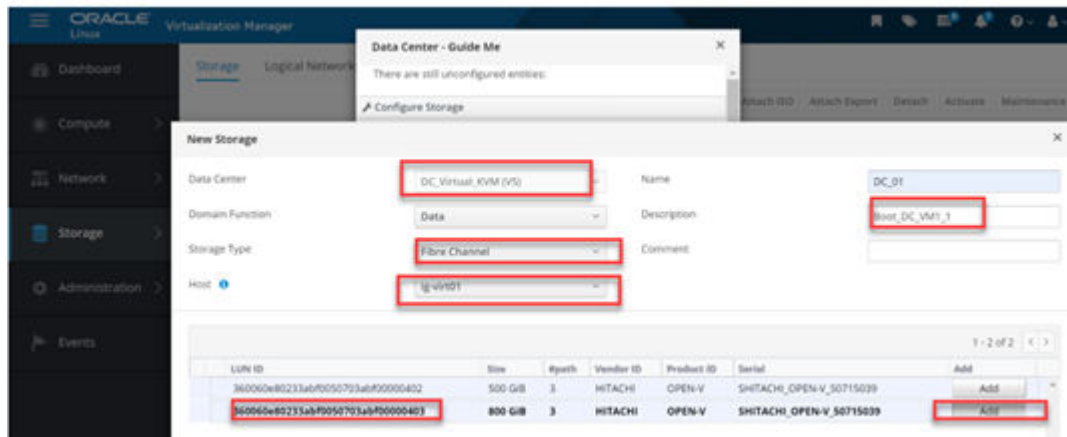 ORACLE
Linux
Virtualization Manager
Dashboard
Compute
Network
Storage
Administration
Events
Storage Logical Network
Attach ISO Attach Export Detach Activate Maintenance
Data Center - Guide Me
There are still unconfigured entities:
Configure Storage
New Storage
Data Center DC_Virtual_KVM (V5) Name DC_01
Domain Function Data Description Boot_DC_VM1_1
Storage Type Fibre Channel Comment
Host lg-virt01
1 - 2 of 2
LUN ID Size #path Vendor ID Product ID Serial Add
360060e80233abf0050703abf00000402 500 GiB 3 HITACHI OPEN-V SHITACHI_OPEN-V_50715039 Add
360060e80233abf0050703abf00000403 800 GiB 3 HITACHI OPEN-V SHITACHI_OPEN-V_50715039 Add